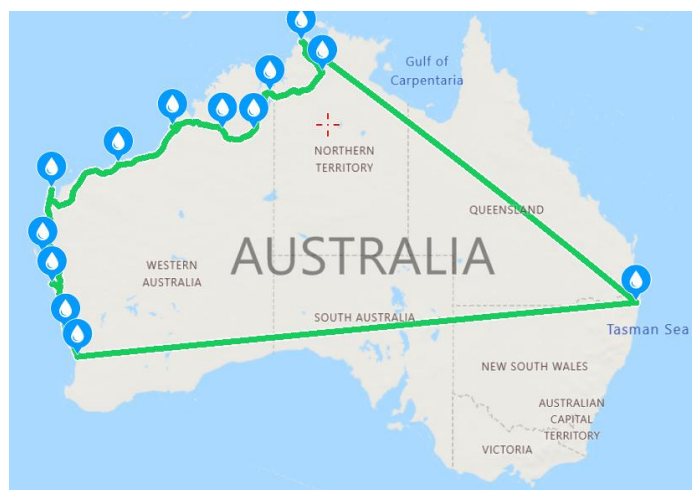 Gulf of
Carpentaria
NORTHERN
TERRITORY
QUEENSLAND
AUSTRALIA
WESTERN
AUSTRALIA
SOUTH AUSTRALIA
Tasman Sea
NEW SOUTH WALES
AUSTRALIAN
CAPITAL
TERRITORY
VICTORIA